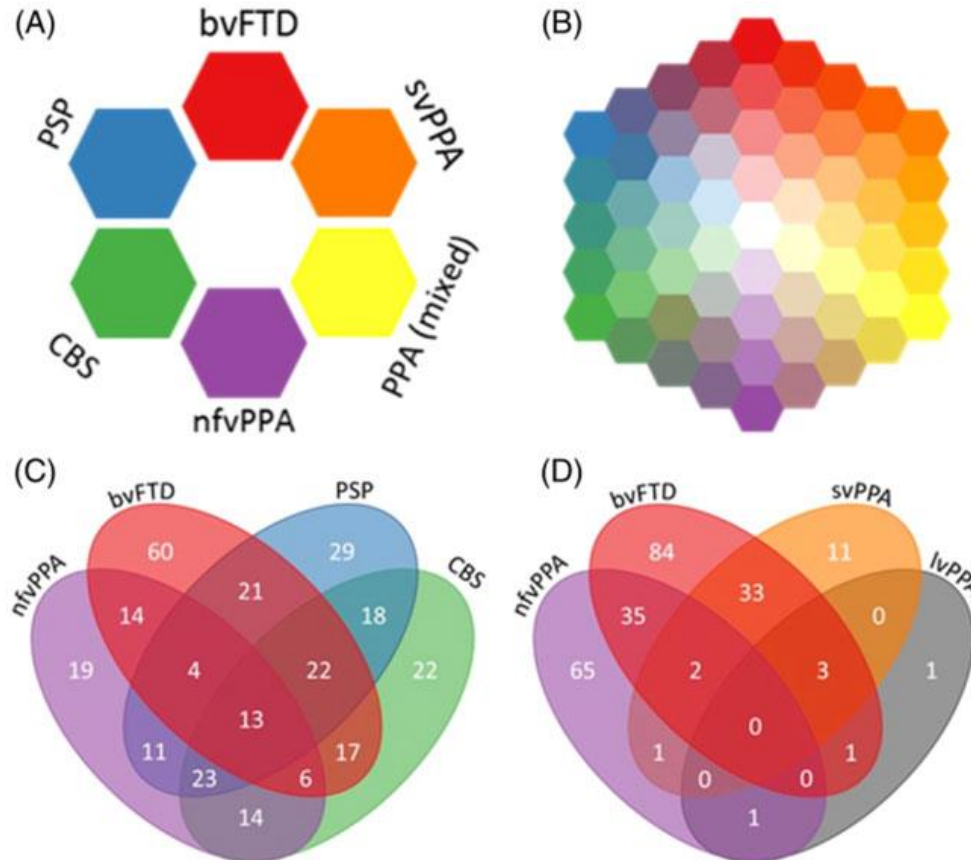 (A)
bvFTD
PSP
svPPA
CBS
PPA (mixed)
nfvPPA
(B)
(C)
bvFTD
PSP
nfvPPA
CBS
60
29
14
21
18
19
4
22
22
13
11
23
6
17
14
(D)
bvFTD
svPPA
nfvPPA
lvPPA
84
11
35
33
0
65
2
3
1
0
1
0
0
1
1